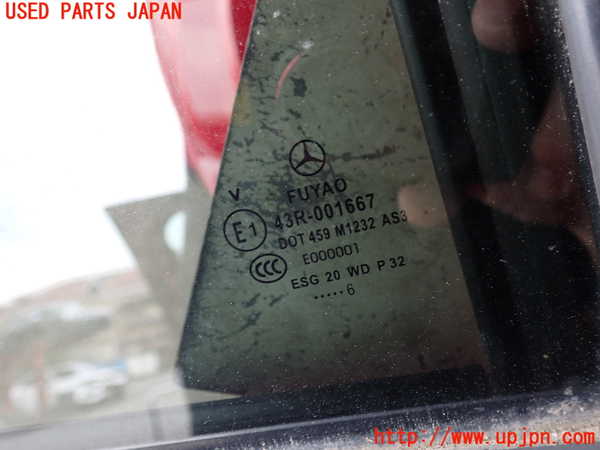 USED PARTS JAPAN
V
FUYAO
E1 43R-001667
DOT 459 M1232 AS3
E000001
CCC
ESG 20 WD P 32
.....6
http://www.upjpn.com/